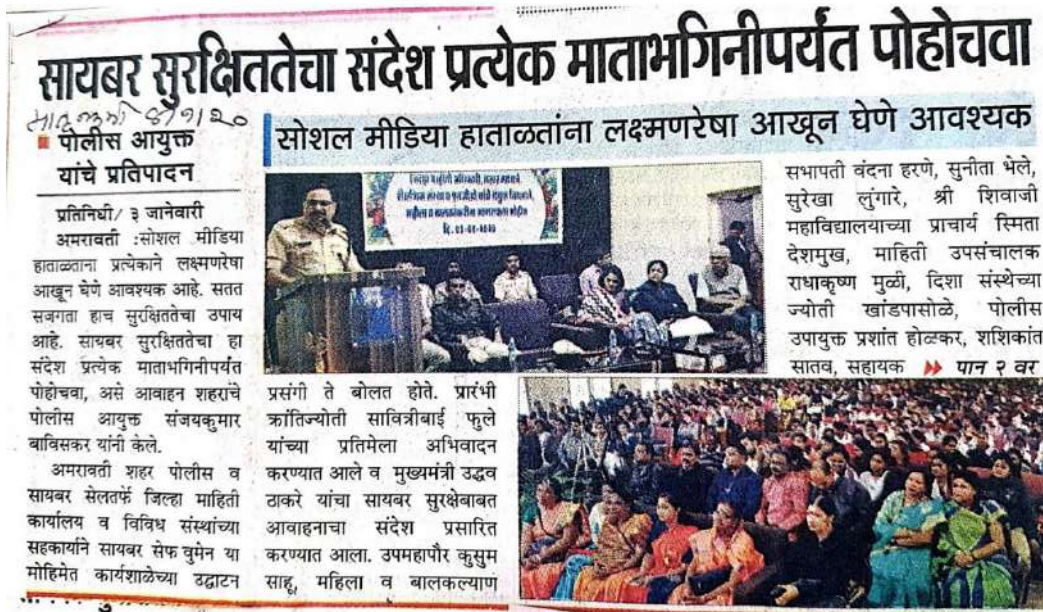 सायबर सुरक्षिततेचा संदेश प्रत्येक माताभगिनीपर्यंत पोहोचवा
सोशल मीडिया हाताळतांना लक्ष्मणरेषा आखून घेणे आवश्यक
पोलीस आयुक्त
यांचे प्रतिपादन
प्रतिनिधी/ ३ जानेवारी
अमरावती :सोशल मीडिया
हाताळताना प्रत्येकाने लक्ष्मणरेषा
आखून घेणे आवश्यक आहे. सतत
सजगता हाच सुरक्षिततेचा उपाय
आहे. सायबर सुरक्षिततेचा हा
संदेश प्रत्येक माताभगिनीपर्यंत
पोहोचवा, असे आवाहन शहराचे
पोलीस आयुक्त संजयकुमार
बाविसकर यांनी केले.
अमरावती शहर पोलीस व
सायबर सेलतर्फे जिल्हा माहिती
कार्यालय व विविध संस्थांच्या
सहकार्याने सायबर सेफ वुमेन या
मोहिमेत कार्यशाळेच्या उद्घाटन
प्रसंगी ते बोलत होते. प्रारंभी
क्रांतिज्योती सावित्रीबाई फुले
यांच्या प्रतिमेला अभिवादन
करण्यात आले व मुख्यमंत्री उद्धव
ठाकरे यांचा सायबर सुरक्षेबाबत
आवाहनाचा संदेश प्रसारित
करण्यात आला. उपमहापौर कुसुम
साहू, महिला व बालकल्याण
सभापती वंदना हरणे, सुनीता भेले,
सुरेखा लुंगारे, श्री शिवाजी
महाविद्यालयाच्या प्राचार्य स्मिता
देशमुख, माहिती उपसंचालक
राधाकृष्ण मुळी, दिशा संस्थेच्या
ज्योती खांडपासोळे, पोलीस
उपायुक्त प्रशांत होळकर, शशिकांत
सातव, सहायक पान २ वर